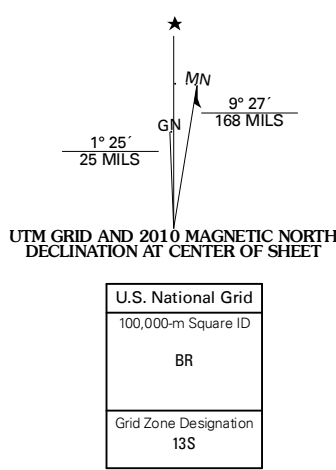 ★
MN
GN
9° 27´
168 MILS
1° 25´
25 MILS
UTM GRID AND 2010 MAGNETIC NORTH
DECLINATION AT CENTER OF SHEET
U.S. National Grid
100,000-m Square ID
BR
Grid Zone Designation
13S